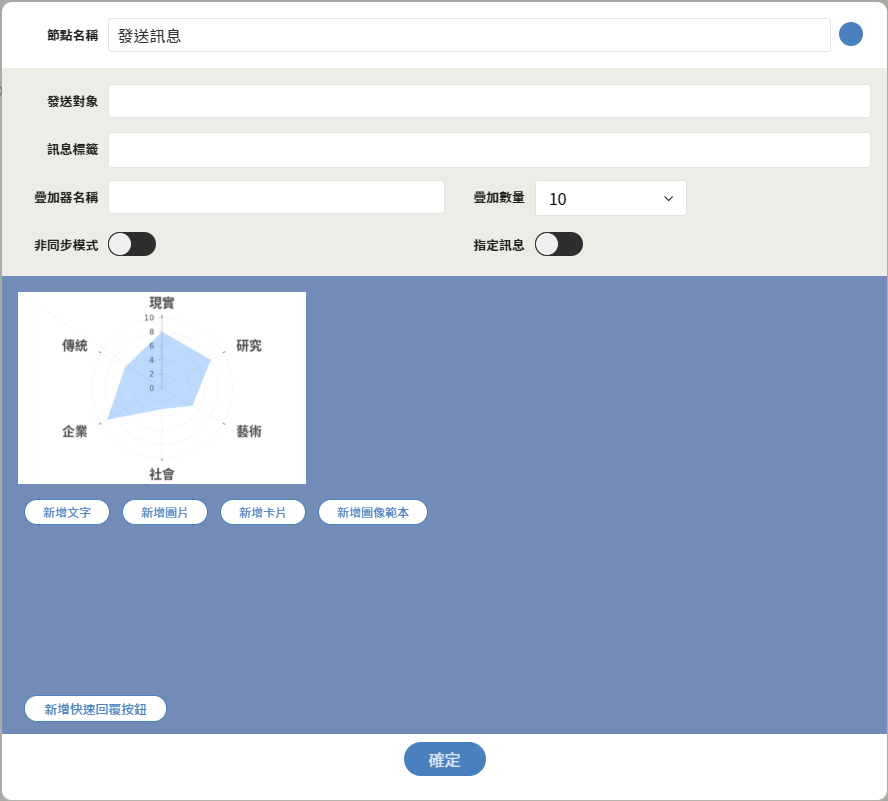 節點名稱 發送訊息
發送對象
訊息標籤
疊加器名稱 疊加數量 10
非同步模式 指定訊息
現實
10
8
傳統 6 研究
4
2
0
企業 藝術
社會
新增文字 新增圖片 新增卡片 新增圖像範本
新增快速回覆按鈕
確定